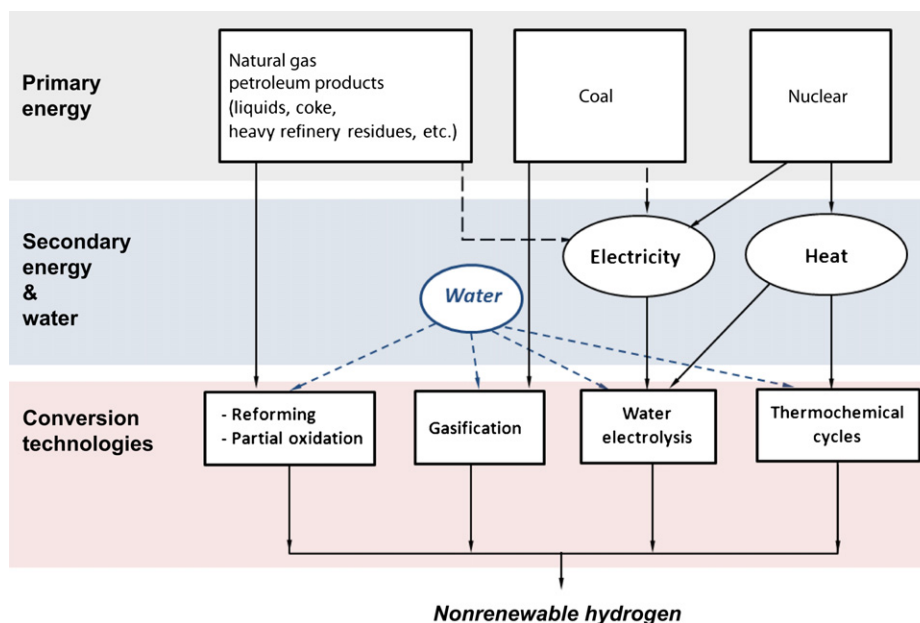 Primary
energy
Natural gas
petroleum products
(liquids, coke,
heavy refinery residues, etc.)
Coal
Nuclear
Secondary
energy
&
water
Electricity
Heat
Water
Conversion
technologies
- Reforming
- Partial oxidation
Gasification
Water
electrolysis
Thermochemical
cycles
Nonrenewable hydrogen